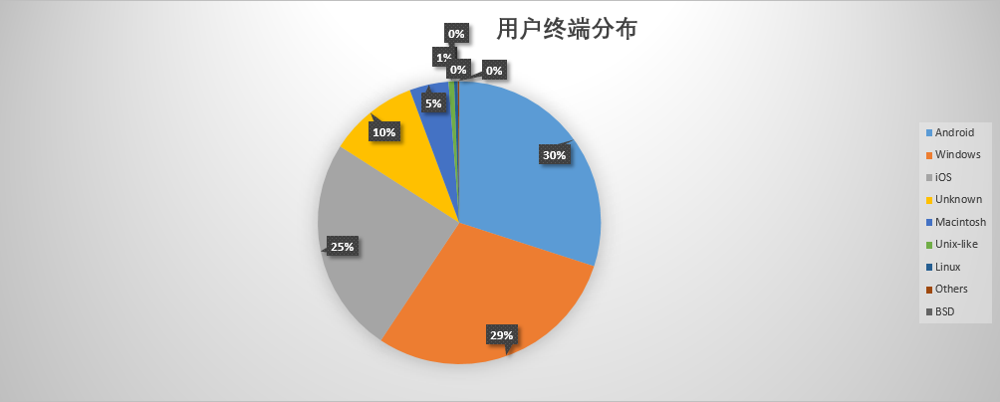 用户终端分布
0%
1%
0%
0%
5%
10%
30%
25%
29%
Android
Windows
iOS
Unknown
Macintosh
Unix-like
Linux
Others
BSD